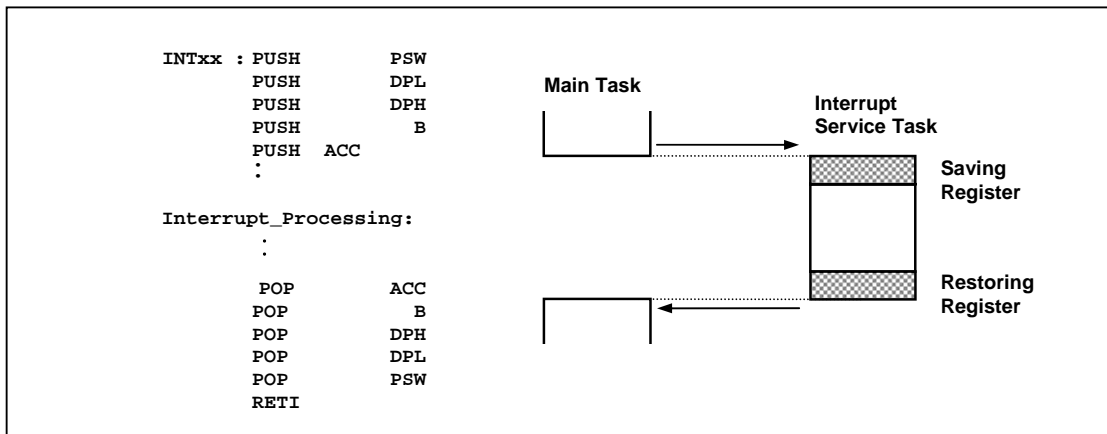 INTxx : PUSH PSW
PUSH DPL
PUSH DPH
PUSH B
PUSH ACC
:
Interrupt_Processing:
:
POP ACC
POP B
POP DPH
POP DPL
POP PSW
RETI
Main Task
Interrupt
Service Task
Saving
Register
Restoring
Register